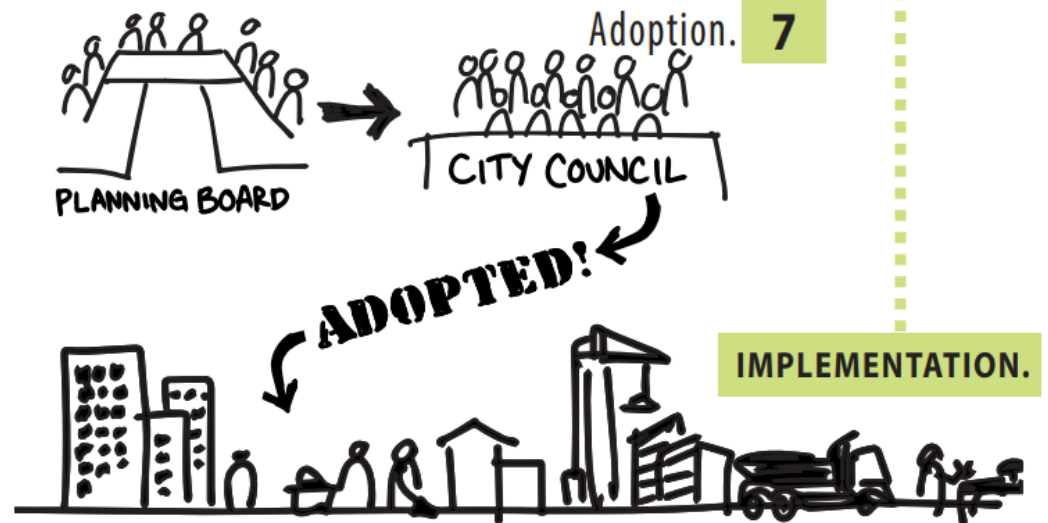 Adoption. 7
PLANNING BOARD
CITY COUNCIL
ADOPTED!
IMPLEMENTATION.